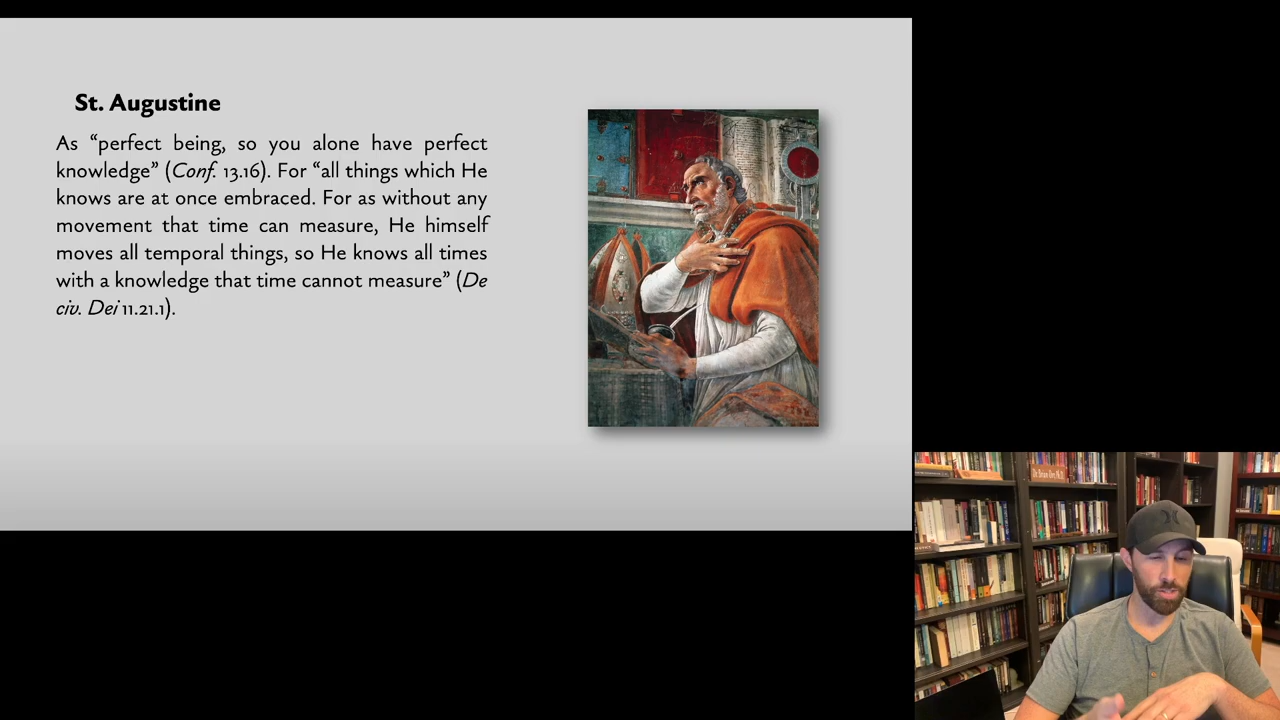 St. Augustine
As “perfect being, so you alone have perfect
knowledge” (Conf. 13.16). For “all things which He
knows are at once embraced. For as without any
movement that time can measure, He himself
moves all temporal things, so He knows all times
with a knowledge that time cannot measure” (De
civ. Dei 11.21.1).